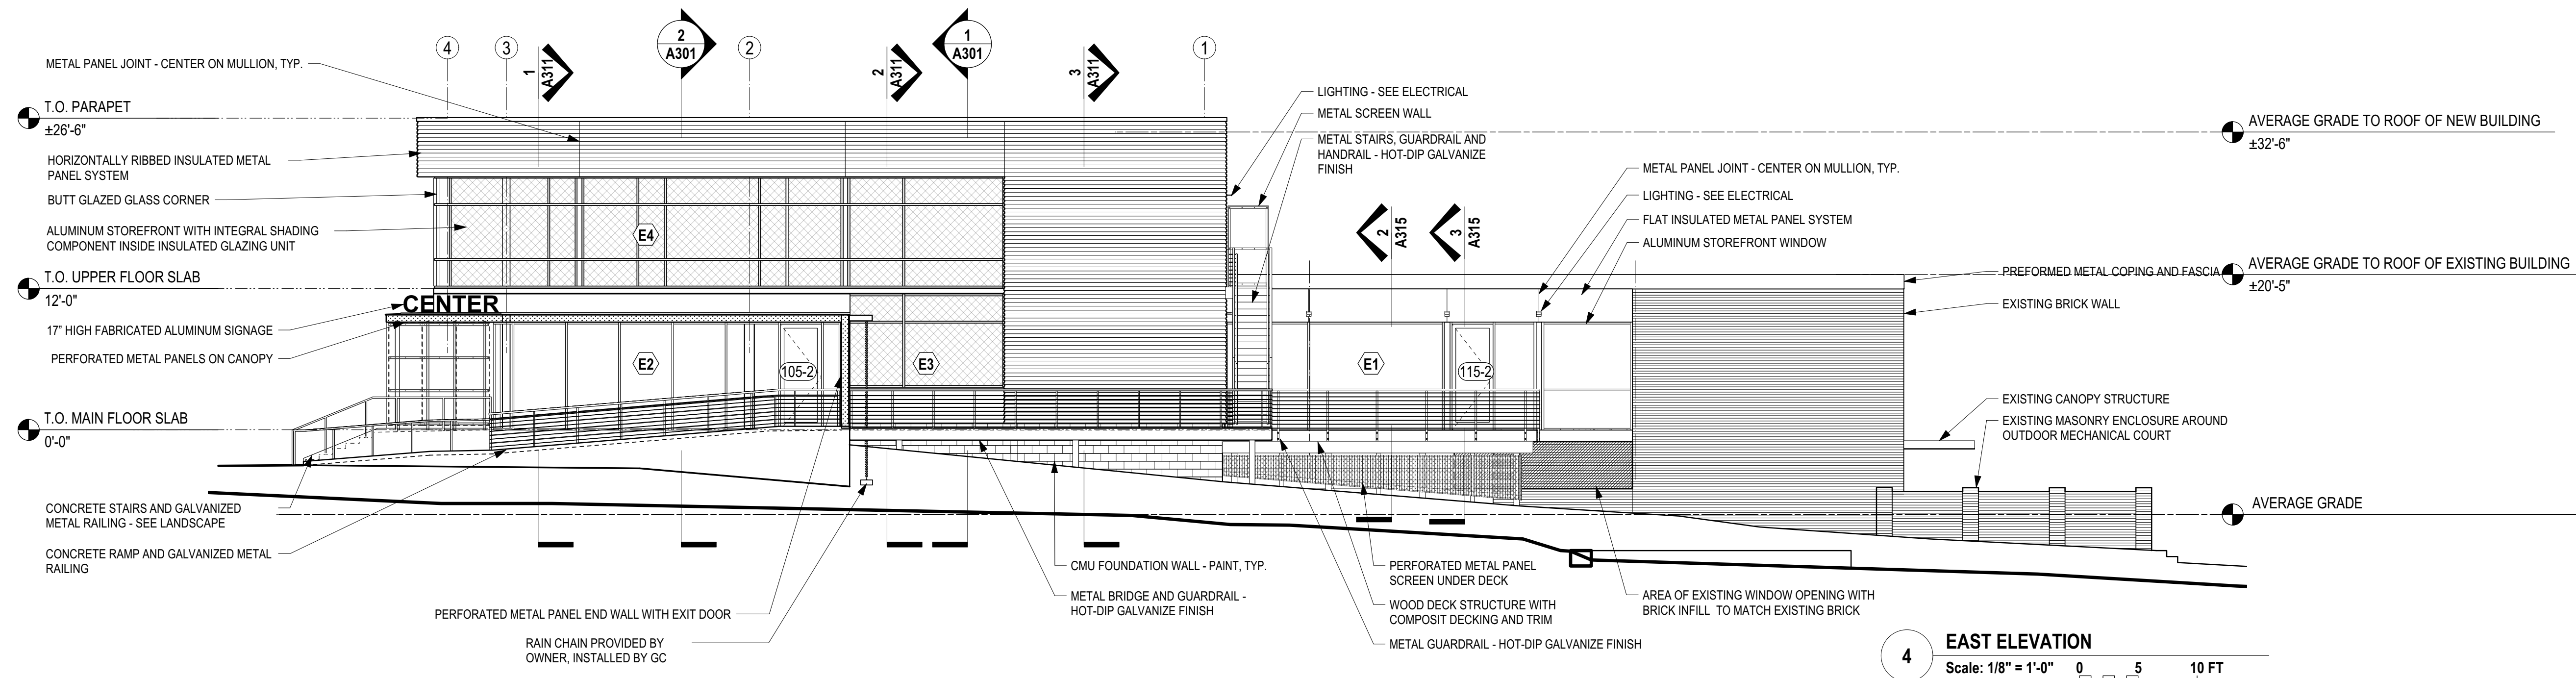 4
3
2
1
2
A301
1
A301
1
A311
2
A311
3
A311
METAL PANEL JOINT - CENTER ON MULLION, TYP.
T.O. PARAPET
±26'-6"
HORIZONTALLY RIBBED INSULATED METAL
PANEL SYSTEM
BUTT GLAZED GLASS CORNER
ALUMINUM STOREFRONT WITH INTEGRAL SHADING
COMPONENT INSIDE INSULATED GLAZING UNIT
T.O. UPPER FLOOR SLAB
12'-0"
CENTER
17" HIGH FABRICATED ALUMINUM SIGNAGE
PERFORATED METAL PANELS ON CANOPY
T.O. MAIN FLOOR SLAB
0'-0"
CONCRETE STAIRS AND GALVANIZED
METAL RAILING - SEE LANDSCAPE
CONCRETE RAMP AND GALVANIZED METAL
RAILING
E4
E2
105-2
E3
E1
115-2
LIGHTING - SEE ELECTRICAL
METAL SCREEN WALL
METAL STAIRS, GUARDRAIL AND
HANDRAIL - HOT-DIP GALVANIZE
FINISH
2
A315
3
A315
METAL PANEL JOINT - CENTER ON MULLION, TYP.
LIGHTING - SEE ELECTRICAL
FLAT INSULATED METAL PANEL SYSTEM
ALUMINUM STOREFRONT WINDOW
AVERAGE GRADE TO ROOF OF NEW BUILDING
±32'-6"
PREFORMED METAL COPING AND FASCIA
AVERAGE GRADE TO ROOF OF EXISTING BUILDING
±20'-5"
EXISTING BRICK WALL
EXISTING CANOPY STRUCTURE
EXISTING MASONRY ENCLOSURE AROUND
OUTDOOR MECHANICAL COURT
AVERAGE GRADE
PERFORATED METAL PANEL END WALL WITH EXIT DOOR
RAIN CHAIN PROVIDED BY
OWNER, INSTALLED BY GC
CMU FOUNDATION WALL - PAINT, TYP.
METAL BRIDGE AND GUARDRAIL -
HOT-DIP GALVANIZE FINISH
PERFORATED METAL PANEL
SCREEN UNDER DECK
WOOD DECK STRUCTURE WITH
COMPOSIT DECKING AND TRIM
METAL GUARDRAIL - HOT-DIP GALVANIZE FINISH
AREA OF EXISTING WINDOW OPENING WITH
BRICK INFILL TO MATCH EXISTING BRICK
4
EAST ELEVATION
Scale: 1/8" = 1'-0" 0 5 10 FT